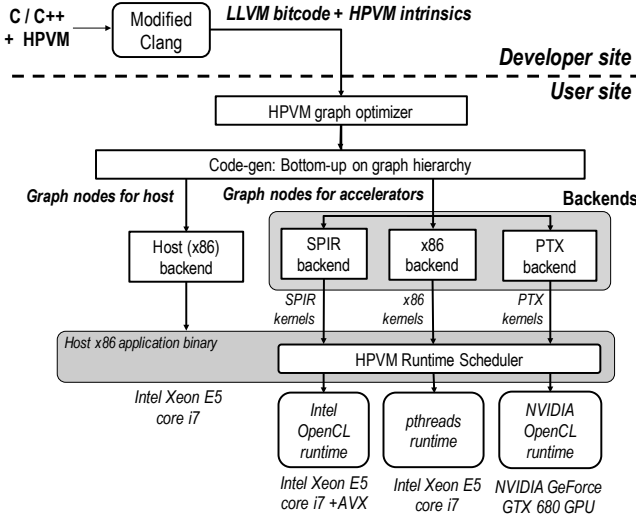 C / C++
+ HPVM
Modified
Clang
LLVM bitcode + HPVM intrinsics
Developer site
User site
HPVM graph optimizer
Code-gen: Bottom-up on graph hierarchy
Graph nodes for host
Graph nodes for accelerators
Backends
Host (x86)
backend
SPIR
backend
x86
backend
PTX
backend
SPIR
kernels
x86
kernels
PTX
kernels
Host x86 application binary
HPVM Runtime Scheduler
Intel Xeon E5
core i7
Intel
OpenCL
runtime
pthreads
runtime
NVIDIA
OpenCL
runtime
Intel Xeon E5
core i7 +AVX
Intel Xeon E5
core i7
NVIDIA GeForce
GTX 680 GPU